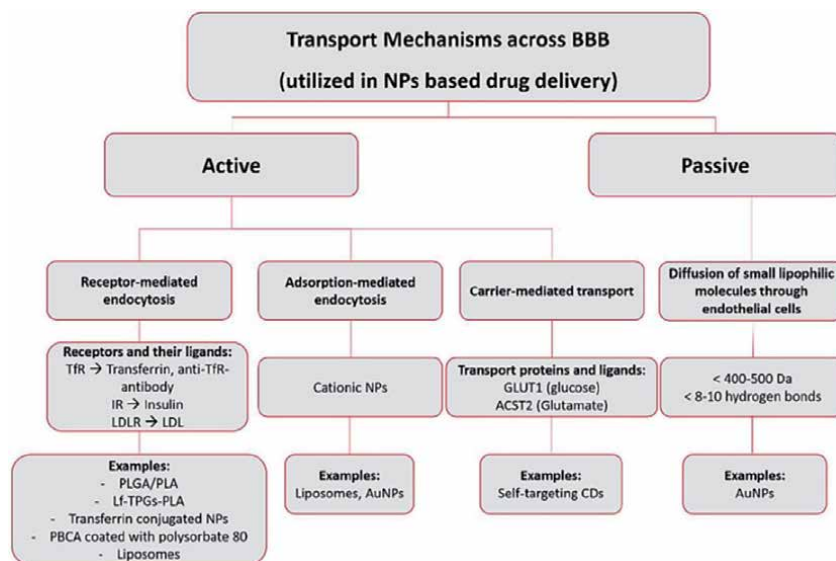 Transport Mechanisms across BBB
(utilized in NPs based drug delivery)
Active
Passive
Receptor-mediated
endocytosis
Adsorption-mediated
endocytosis
Carrier-mediated transport
Diffusion of small lipophilic
molecules through
endothelial cells
Receptors and their ligands:
TfR → Transferrin, anti-TfR-
antibody
IR → Insulin
LDLR → LDL
Cationic NPs
Transport proteins and ligands:
GLUT1 (glucose)
ACST2 (Glutamate)
< 400-500 Da
< 8-10 hydrogen bonds
Examples:
- PLGA/PLA
- Lf-TPGs-PLA
- Transferrin conjugated NPs
- PBCA coated with polysorbate 80
- Liposomes
Examples:
Liposomes, AuNPs
Examples:
Self-targeting CDs
Examples:
AuNPs